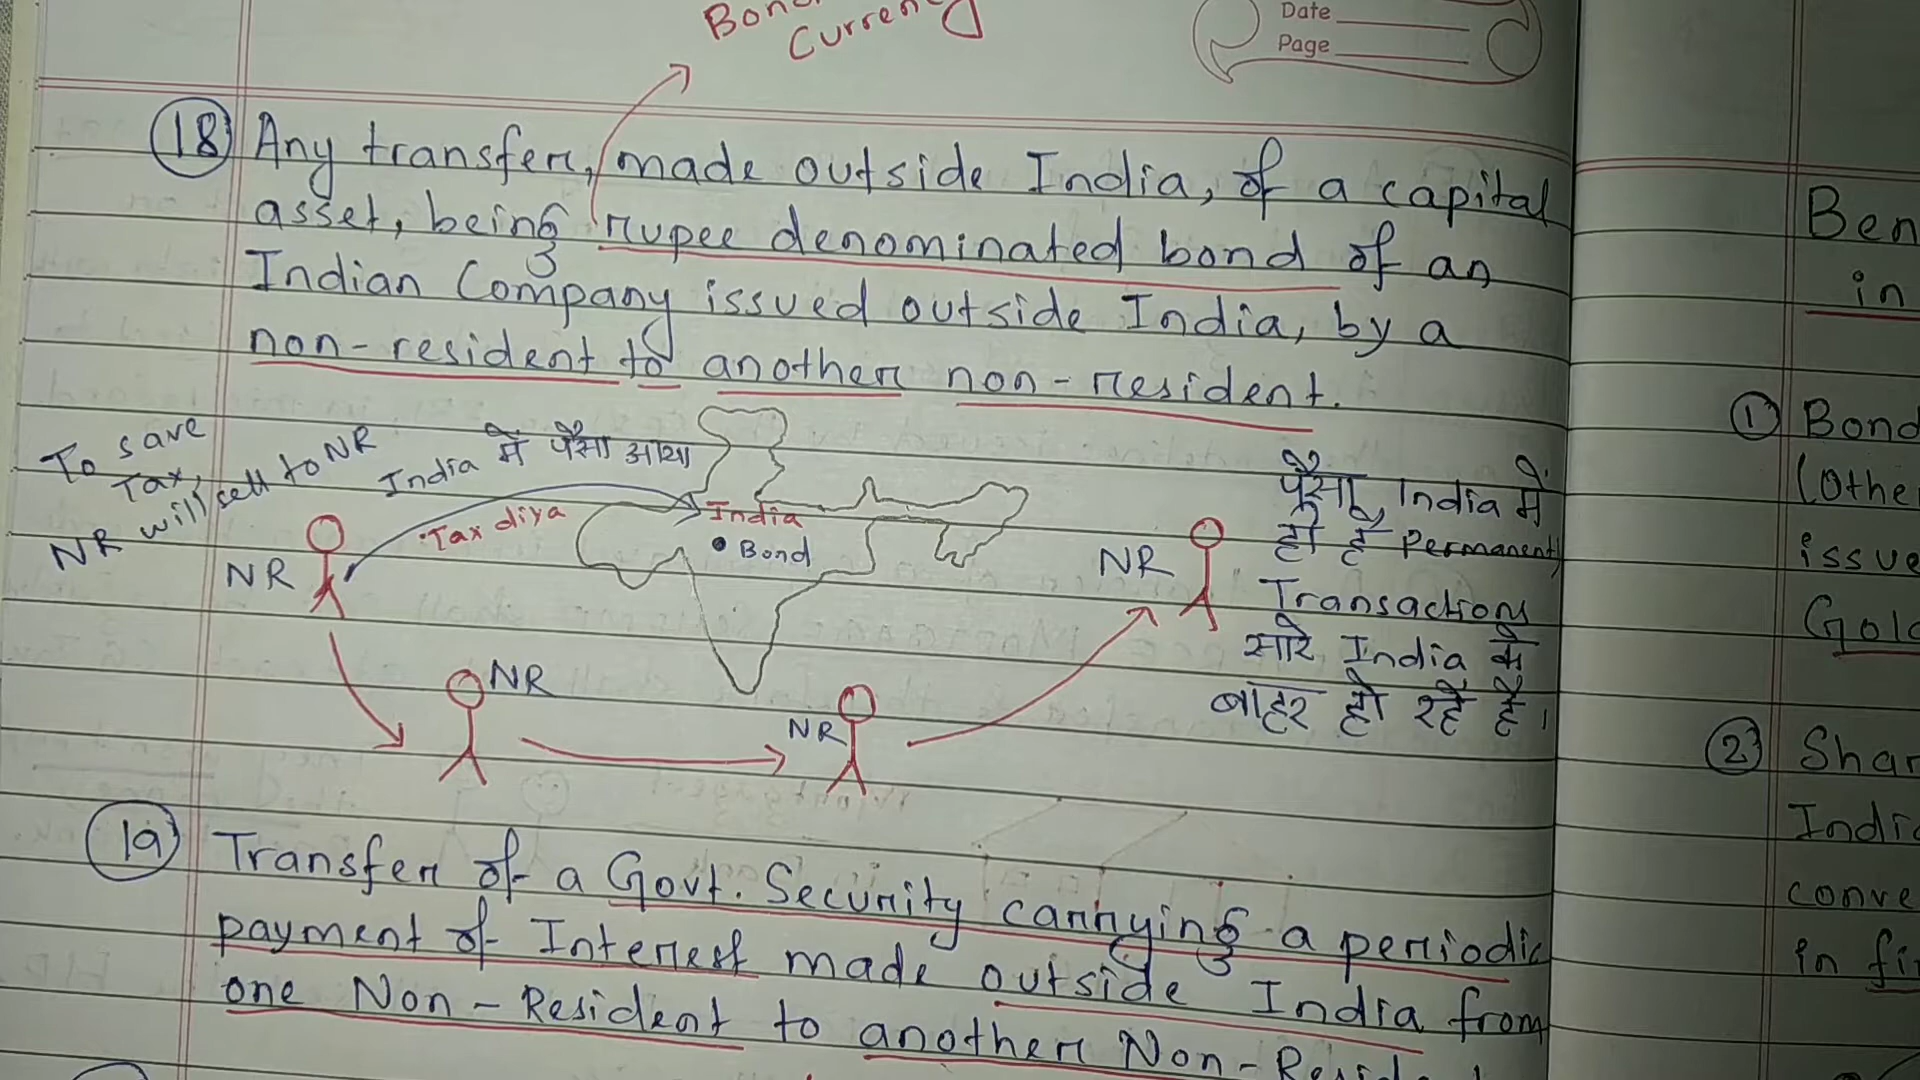 Currency
Date
Page
18 Any transfer, made outside India, of a capital
asset, being rupee denominated bond of an
Indian Company issued outside India, by a
non-resident to another non-resident.
To save
Tax,
NR will sell to NR
India में पैसा आया
Tax diya
India
Bond
NR
NR
NR
NR
पैसा, India में
ही है Permanently
Transactions
सारे India के
बाहर हो रहे है।
19 Transfer of a Govt. Security carrying a periodic
payment of Interest made outside India from
one Non-Resident to another Non-
Ben
in
1 Bond
(Othe
issue
Gold
2 Shar
India
conve
in fi